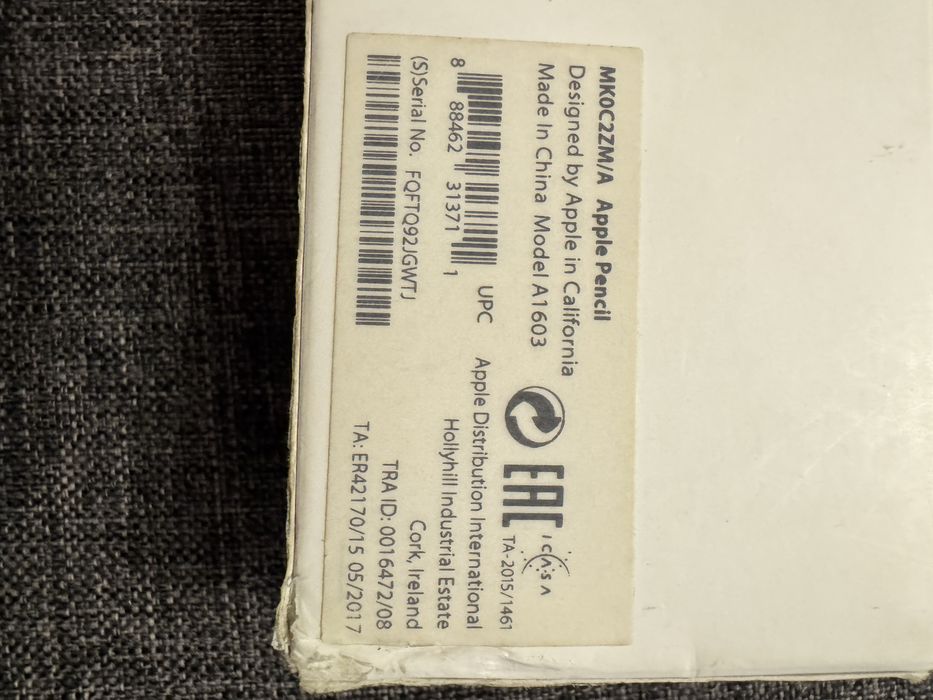 MK0C2ZM/A Apple Pencil
Designed by Apple in California
Made In China Model A1603
8 88462 31371 1
UPC
(S)Serial No. FQFTQ92JGWTJ
EAC
ICASA
TA-2015/1461
Apple Distribution International
Hollyhill Industrial Estate
Cork, Ireland
TRA ID: 0016472/08
TA: ER42170/15 05/2017